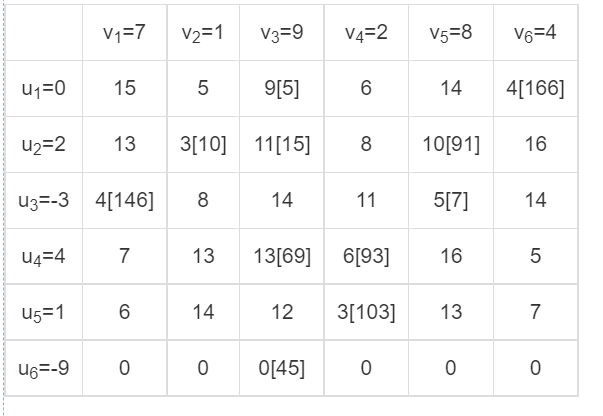 v₁=7 v₂=1 v₃=9 v₄=2 v₅=8 v₆=4
u₁=0 15 5 9[5] 6 14 4[166]
u₂=2 13 3[10] 11[15] 8 10[91] 16
u₃=-3 4[146] 8 14 11 5[7] 14
u₄=4 7 13 13[69] 6[93] 16 5
u₅=1 6 14 12 3[103] 13 7
u₆=-9 0 0 0[45] 0 0 0